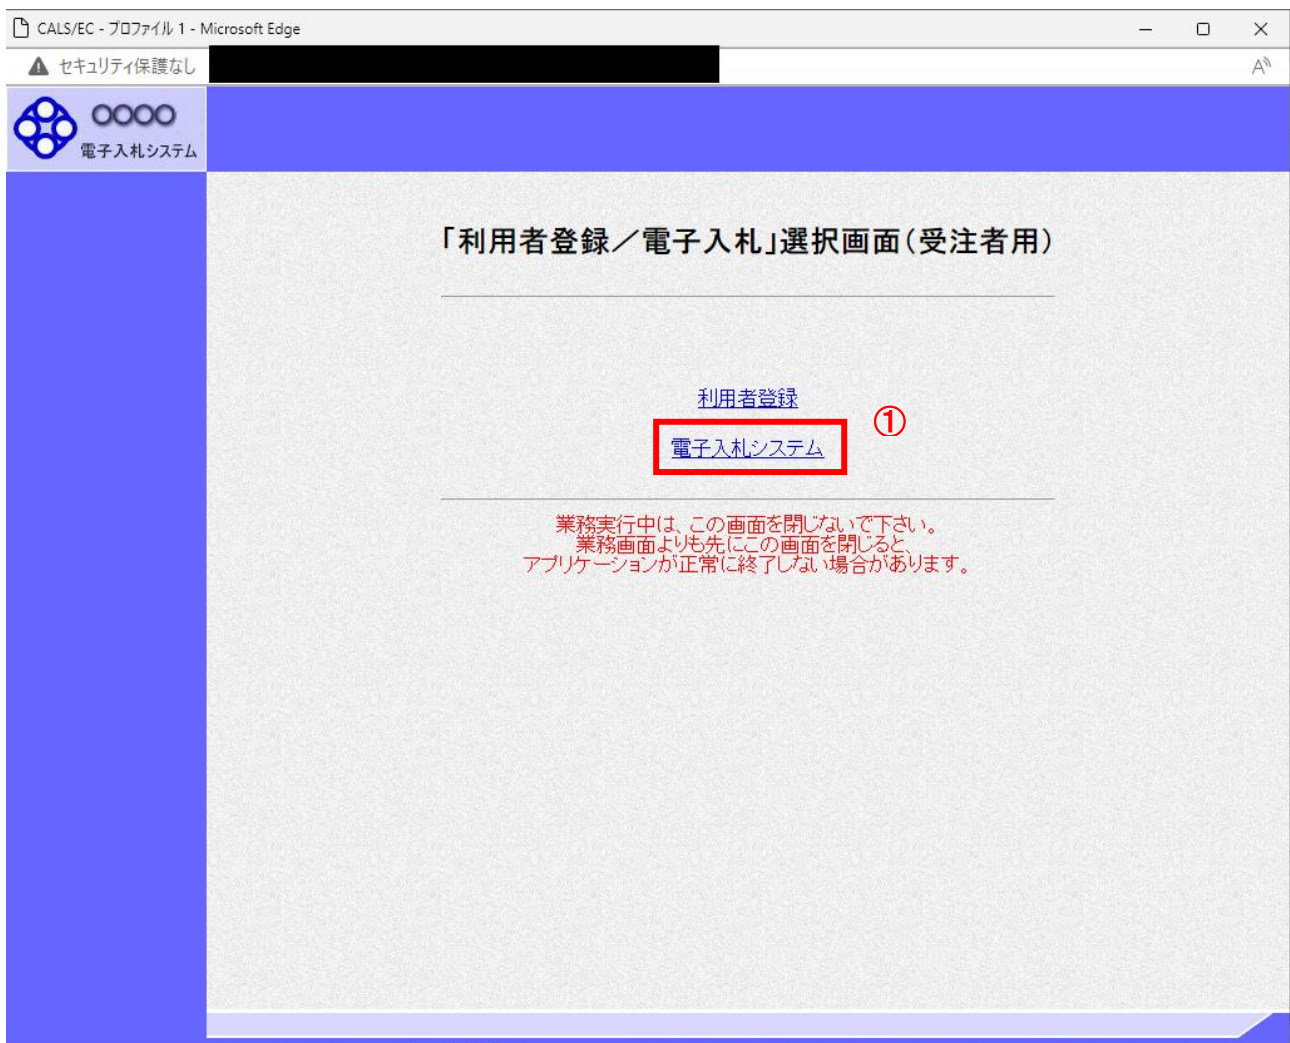 CALS/EC - プロファイル 1 - Microsoft Edge
セキュリティ保護なし
A
○○○○
電子入札システム
「利用者登録／電子入札」選択画面（受注者用）
利用者登録
①
電子入札システム
業務実行中は、この画面を閉じないで下さい。
業務画面よりも先にこの画面を閉じると、
アプリケーションが正常に終了しない場合があります。